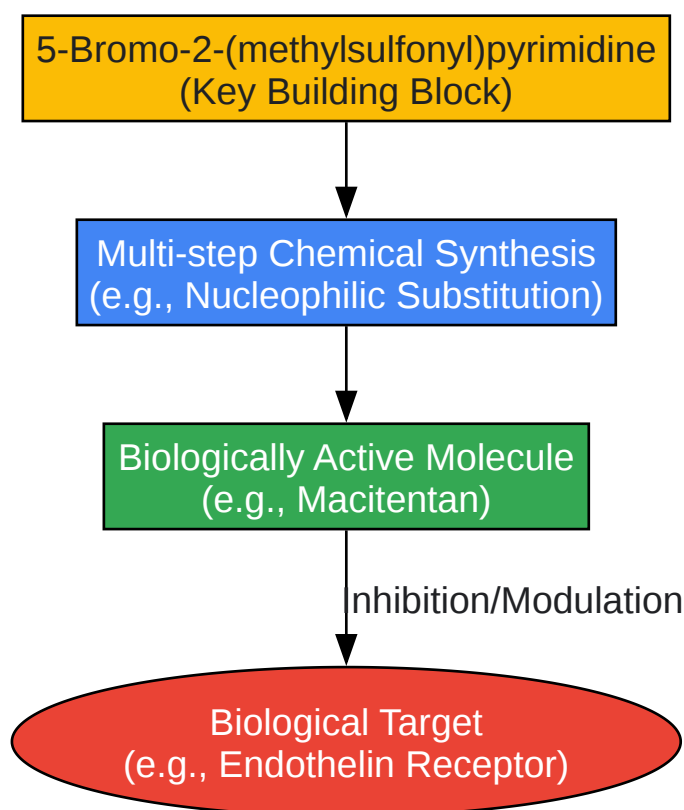 5-Bromo-2-(methylsulfonyl)pyrimidine
(Key Building Block)
Multi-step Chemical Synthesis
(e.g., Nucleophilic Substitution)
Biologically Active Molecule
(e.g., Macitentan)
Inhibition/Modulation
Biological Target
(e.g., Endothelin Receptor)